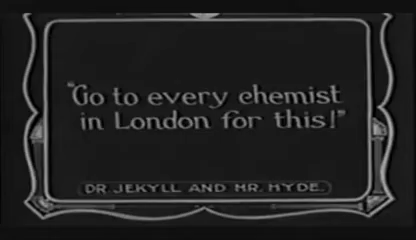 "Go to every chemist
in London for this!"
DR. JEKYLL AND MR. HYDE.